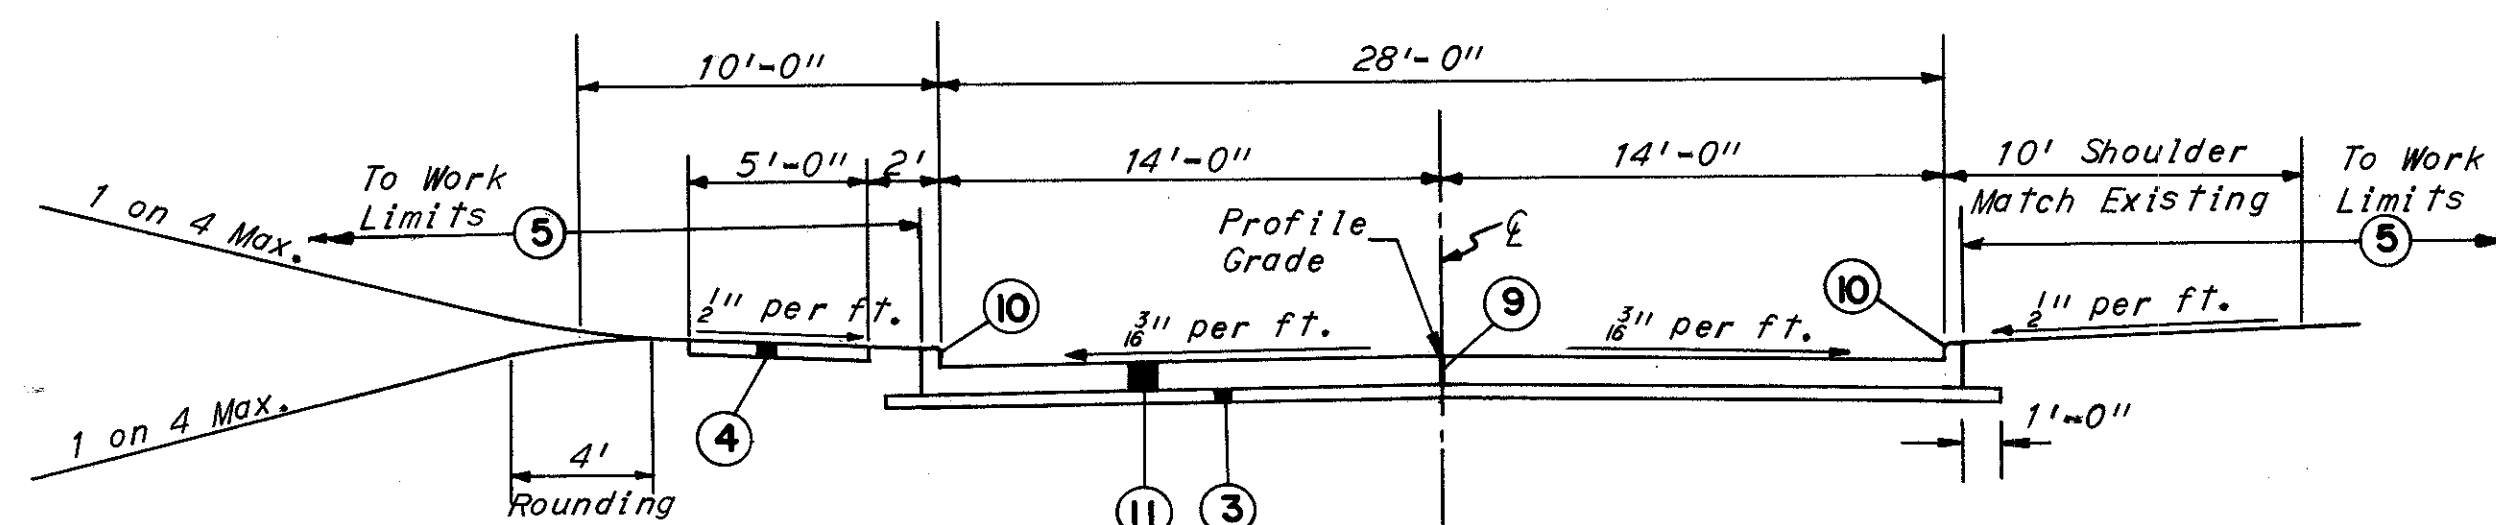 10'-0"
28'-0"
5'-0"
2'
14'-0"
14'-0"
10' Shoulder
Match Existing
To Work
Limits
To Work
Limits
5
5
1 on 4 Max.
Profile
Grade
℄
10
9
10
1/2" per ft.
3/16" per ft.
3/16" per ft.
1/2" per ft.
1 on 4 Max.
4
4'
Rounding
11
3
1'-0"